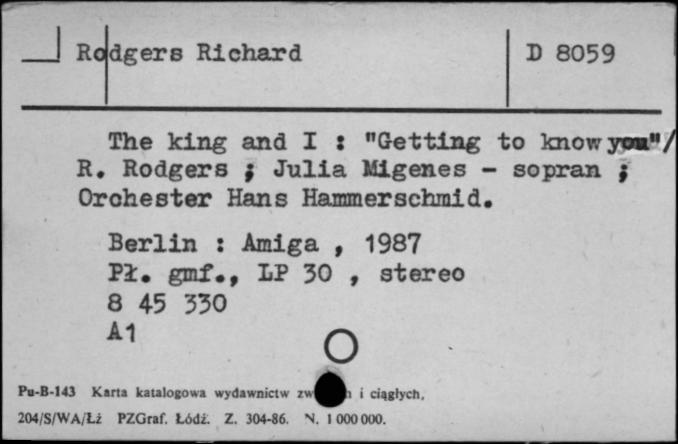 Rodgers Richard D 8059
The king and I : "Getting to know you"/
R. Rodgers ; Julia Migenes - sopran ;
Orchester Hans Hammerschmid.
Berlin : Amiga , 1987
Pł. gmf., LP 30 , stereo
8 45 330
A1
Pu-B-143 Karta katalogowa wydawnictw i ciągłych.
204/S/WA/Łż PZGraf. Łódź. Z. 304-86. N. 1 000 000.